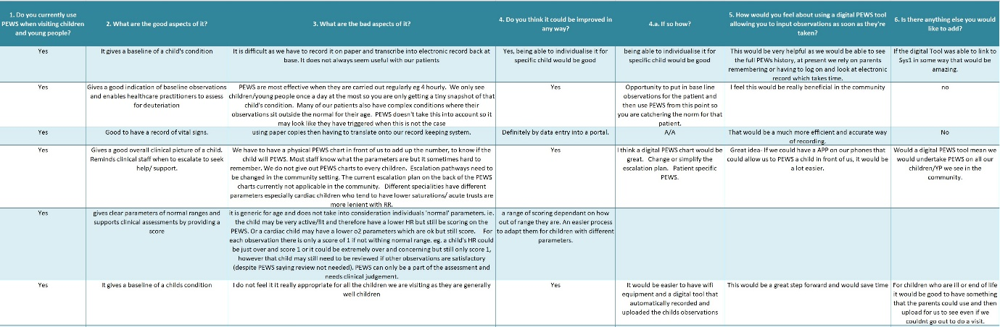 1. Do you currently use
PEWS when visiting children
and young people?
2. What are the good aspects of it?
3. What are the bad aspects of it?
4. Do you think it could be improved in
any way?
4.a. If so how?
5. How would you feel about using a digital PEWS tool
allowing you to input observations as soon as they're
taken?
6. Is there anything else you would
like to add?
Yes
It gives a baseline of a child's condition
It is difficult as we have to record it on paper and transcribe into electronic record back at
base. It does not always seem useful with our patients
Yes, being able to individualise it for
specific child would be good
being able to individualise it for
specific child would be good
This would be very helpful as we would be able to see
the full PEWs history, at present we rely on parents
remembering or having to log on and look at electronic
record which takes time.
If the digital Tool was able to link to
Sys1 in some way that would be
amazing.
Yes
Gives a good indication of baseline observations
and enables healthcare practitioners to assess
for deuteriation
PEWS are most effective when they are carried out regularly eg 4 hourly. We only see
children/young people once a day at the most so you are only getting a tiny snapshot of that
child's condition. Many of our patients also have complex conditions where their
observations sit outside the normal for their age. PEWS doesn't take this into account so it
may look like they have triggered when this is not the case
Yes
Opportunity to put in base line
observations for the patient and
then use PEWS from this point so
you are catchering the norm for that
patient.
I feel this would be really beneficial in the community
no
Yes
Good to have a record of vital signs.
using paper copies then having to translate onto our record keeping system.
Definitely by data entry into a portal.
A/A
That would be a much more efficient and accurate way
of recording.
No
Yes
Gives a good overall clinical picture of a child.
Reminds clinical staff when to escalate to seek
help/ support.
We have to have a physical PEWS chart in front of us to add up the number, to know if the
child will PEWS. Most staff know what the parameters are but it sometimes hard to
remember. We do not give out PEWS charts to every children. Escalation pathways need to
be changed in the community setting. The current escalation plan on the back of the PEWS
charts currently not applicable in the community. Different specialities have different
parameters especially cardiac children who tend to have lower saturations/ acute trusts are
more lenient with RR.
Yes
I think a digital PEWS chart would be
great. Change or simplify the
escalation plan. Patient specific
PEWS.
Great idea- If we could have a APP on our phones that
could allow us to PEWS a child in front of us, it would be
a lot easier.
Would a digital PEWS tool mean we
would undertake PEWS on all our
children/YP we see in the
community.
Yes
gives clear parameters of normal ranges and
supports clinical assessments by providing a
score
it is generic for age and does not take into consideration individuals 'normal' parameters. ie.
the child may be very active/fit and therefore have a lower HR but still be scoring on the
PEWS. Or a cardiac child may have a lower o2 parameters which are ok but still score. For
each observation there is only a score of 1 if not withing normal range. eg. a child's HR could
be just over and score 1 or it could be extremely over and concerning but still only score 1,
however that child may still need to be reviewed if other observations are satisfactory
(despite PEWS saying review not needed). PEWS can only be a part of the assessment and
needs clinical judgement.
a range of scoring dependant on how
out of range they are. An easier process
to adapt them for children with different
parameters.
Yes
It gives a baseline of a childs condition
I do not feel it it really appropriate for all the children we are visiting as they are generally
well children
Yes
It would be easier to have wifi
equipment and a digital tool that
automatically recorded and
uploaded the childs observations
This would be a great step forward and would save time
For children who are ill or end of life
it would be good to have something
that the parents could use and then
upload for us to see even if we
couldnt go out to do a visit.